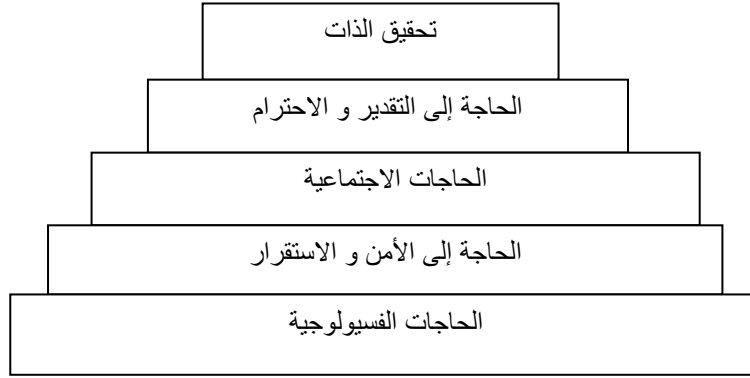 تحقيق الذات
الحاجة إلى التقدير و الاحترام
الحاجات الاجتماعية
الحاجة إلى الأمن و الاستقرار
الحاجات الفسيولوجية